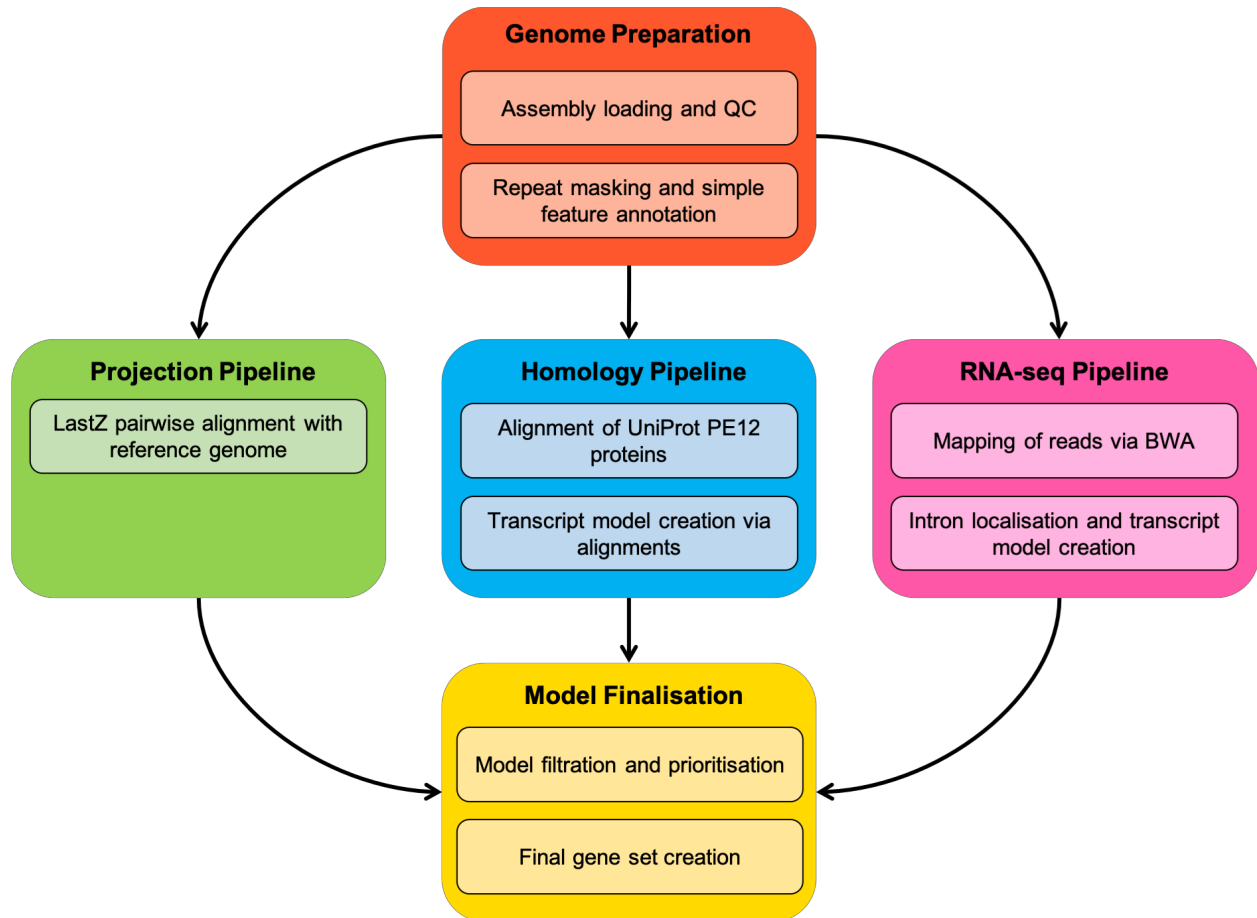 Genome Preparation
Assembly loading and QC
Repeat masking and simple
feature annotation
Projection Pipeline
LastZ pairwise alignment with
reference genome
Homology Pipeline
Alignment of UniProt PE12
proteins
Transcript model creation via
alignments
RNA-seq Pipeline
Mapping of reads via BWA
Intron localisation and transcript
model creation
Model Finalisation
Model filtration and prioritisation
Final gene set creation